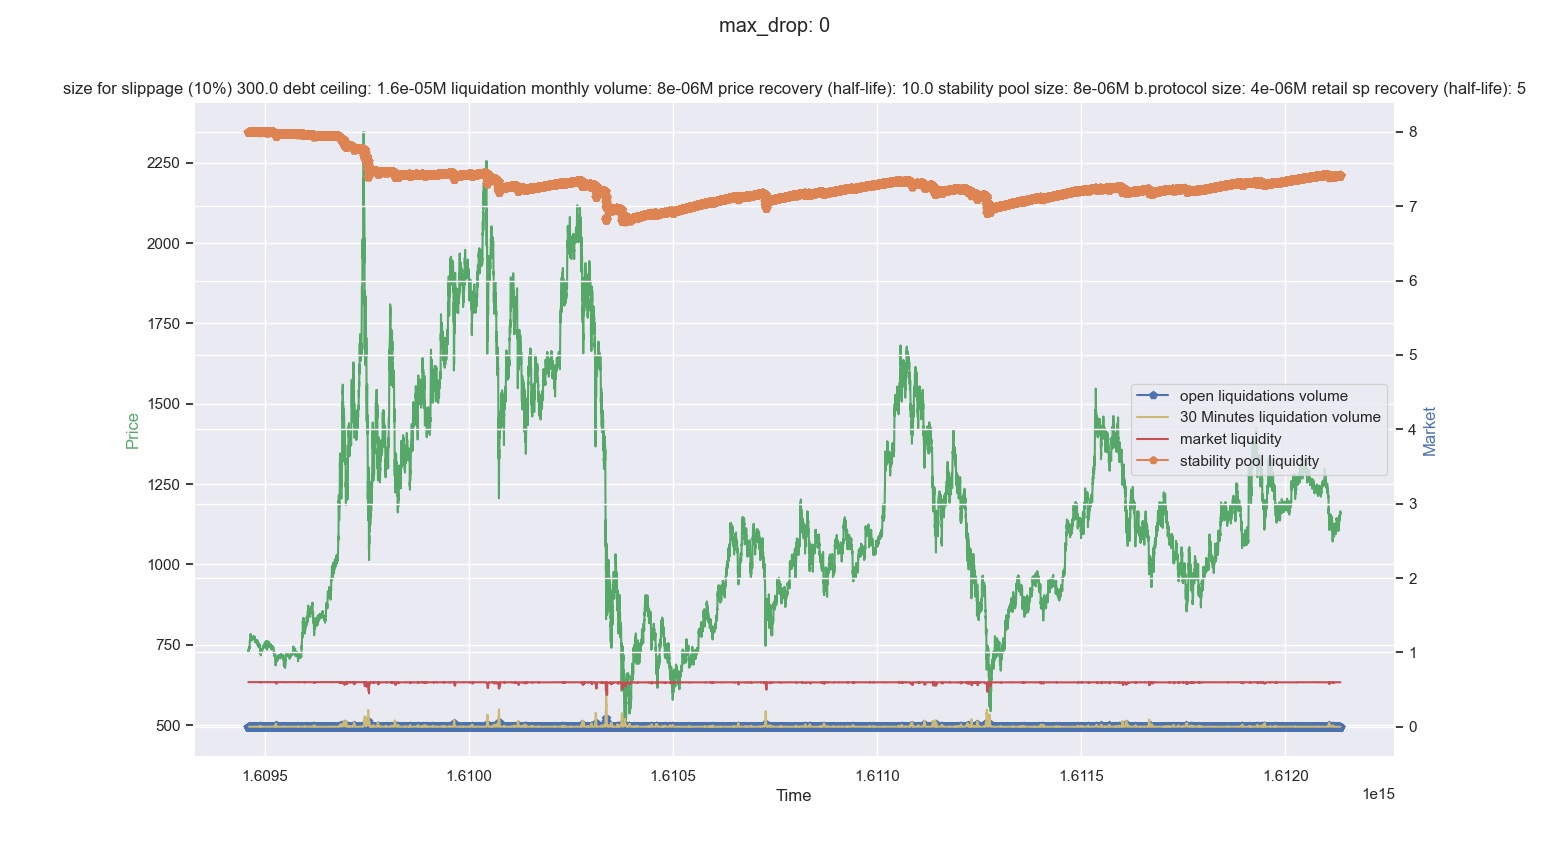 max_drop: 0
size for slippage (10%) 300.0 debt ceiling: 1.6e-05M liquidation monthly volume: 8e-06M price recovery (half-life): 10.0 stability pool size: 8e-06M b.protocol size: 4e-06M retail sp recovery (half-life): 5
2250
2000
1750
1500
1250
1000
750
500
Price
8
7
6
5
4
3
2
1
0
Market
open liquidations volume
30 Minutes liquidation volume
market liquidity
stability pool liquidity
1.6095
1.6100
1.6105
1.6110
1.6115
1.6120
1e15
Time